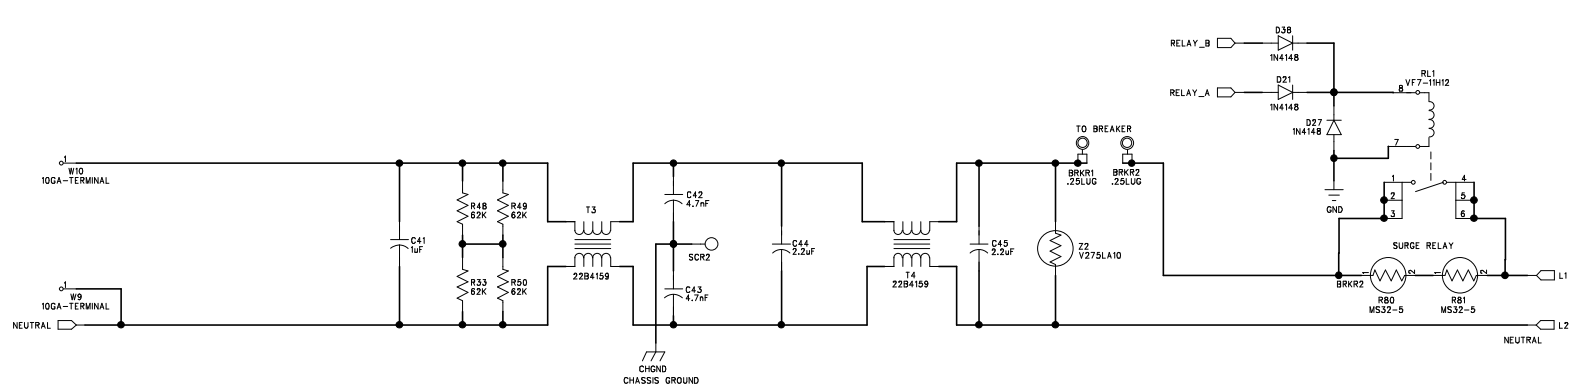 D38
RELAY_B
1N4148
RL1
VF7-11H12
D21
8
RELAY_A
1N4148
D27
1N4148
TO BREAKER
7
1
W10
10GA-TERMINAL
BRKR1
.25LUG
BRKR2
.25LUG
1
2
3
4
5
6
GND
R48
62K
R49
62K
T3
C42
4.7nF
C41
1uF
SCR2
C44
2.2uF
C45
2.2uF
Z2
V275LA10
SURGE RELAY
22B4159
T4
22B4159
1
2
1
2
L1
BRKR2
R80
MS32-5
R81
MS32-5
R33
62K
R50
62K
C43
4.7nF
1
W9
10GA-TERMINAL
NEUTRAL
L2
NEUTRAL
CHGND
CHASSIS GROUND